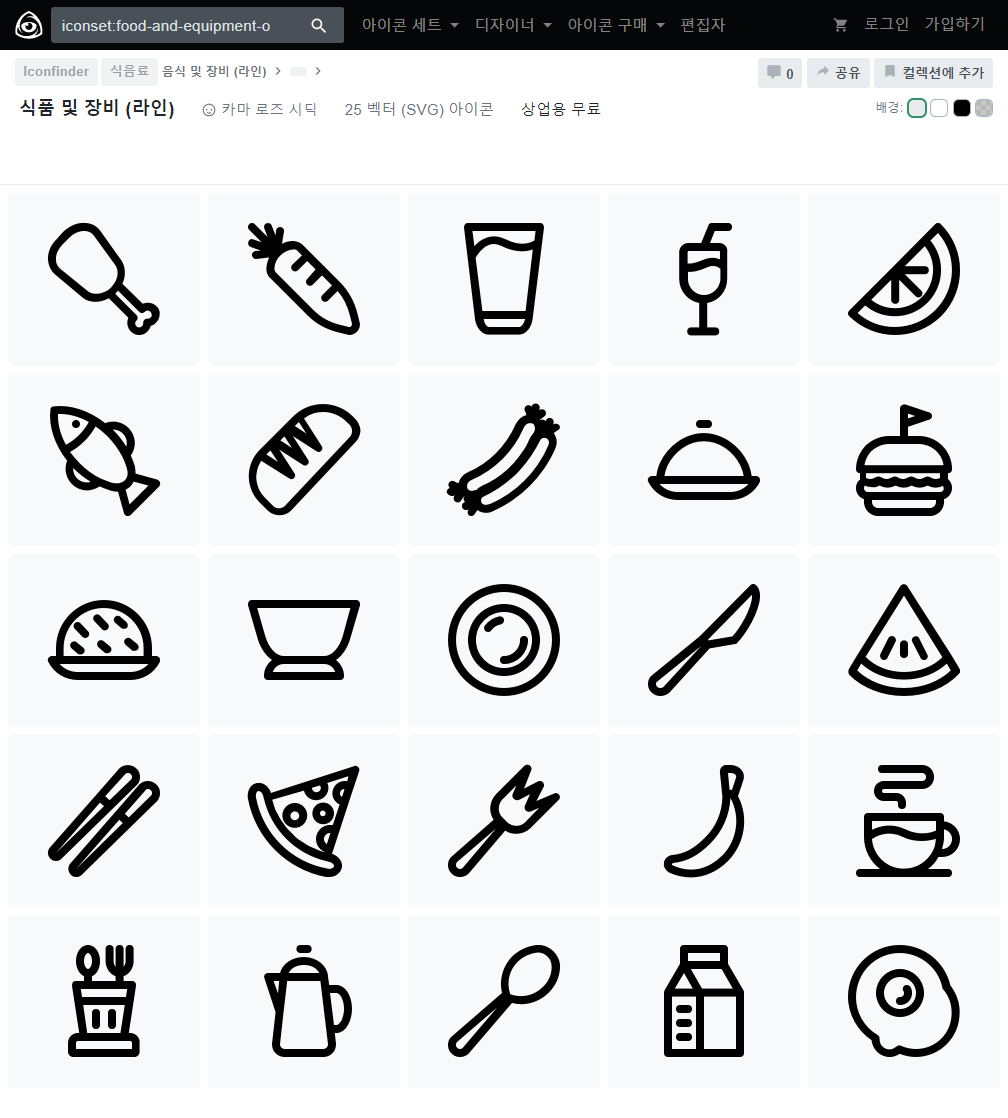 iconset:food-and-equipment-o 아이콘 세트 디자이너 아이콘 구매 편집자 로그인 가입하기
Iconfinder 식음료 음식 및 장비 (라인) 0 공유 컬렉션에 추가
식품 및 장비 (라인) 카마 로즈 시딕 25 벡터 (SVG) 아이콘 상업용 무료 배경: